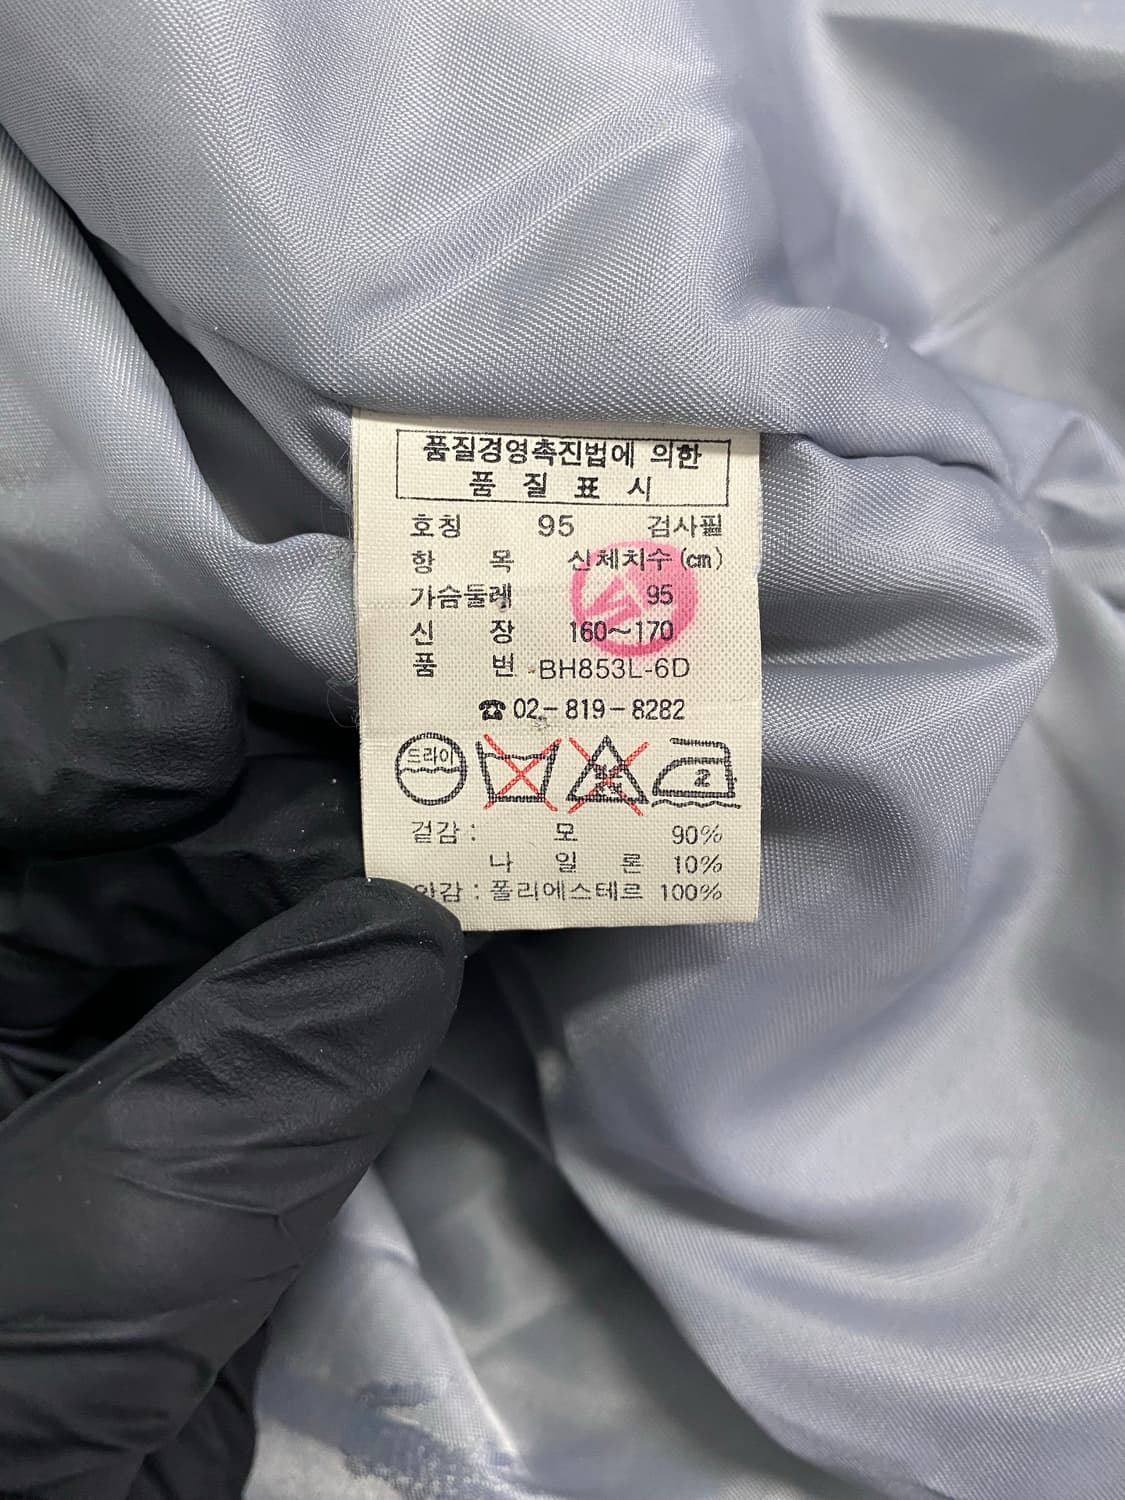 품질경영촉진법에 의한
품 질 표 시
호칭 95 검사필
항 목 신체치수(㎝)
가슴둘레 95
신 장 160~170
품 번 BH853L-6D
☎ 02-819-8282
드라이
2
겉감 : 모 90%
나 일 론 10%
안감 : 폴리에스테르 100%